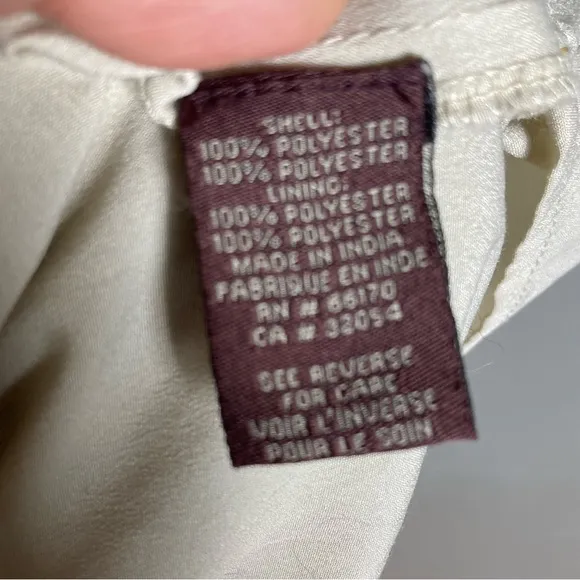 SHELL:
100% POLYESTER
100% POLYESTER
LINING:
100% POLYESTER
100% POLYESTER
MADE IN INDIA
FABRIQUE EN INDE
RN # 66170
CA # 32054
SEE REVERSE
FOR CARE
VOIR L'INVERSE
POUR LE SOIN